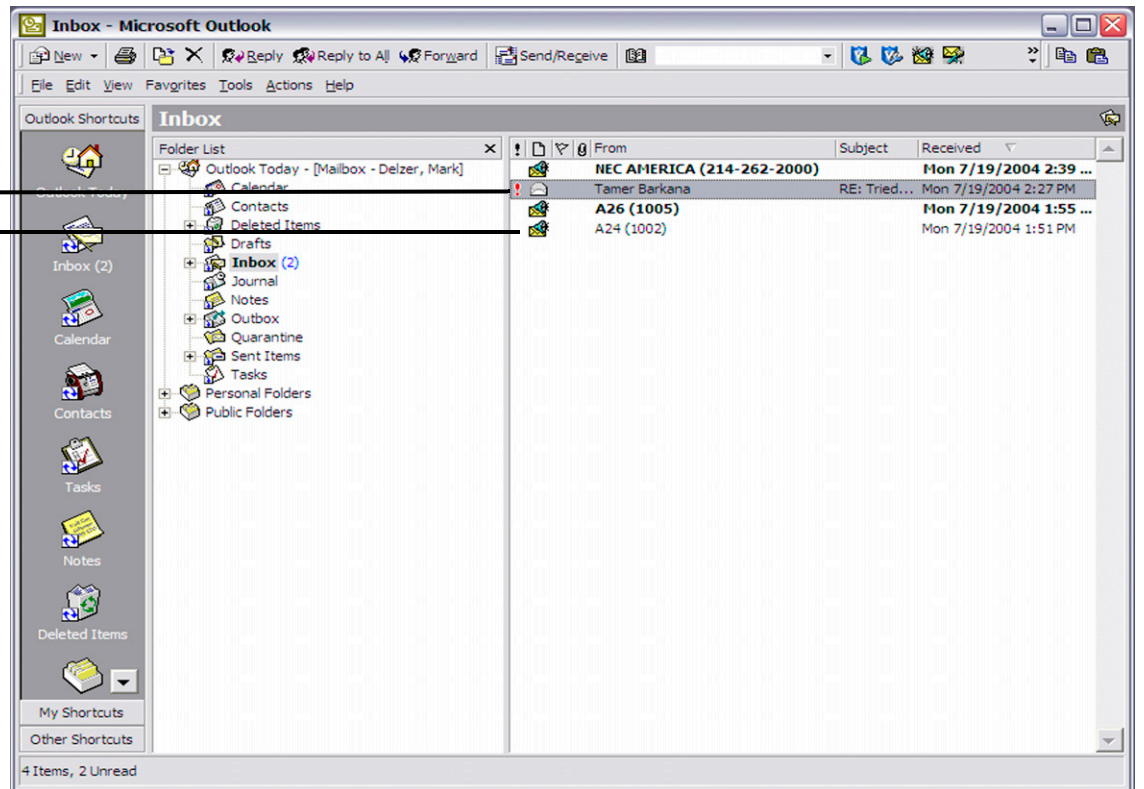 Inbox - Microsoft Outlook
New Reply Reply to All Forward Send/Receive
File Edit View Favorites Tools Actions Help
Outlook Shortcuts
Inbox
Outlook Today
Inbox (2)
Calendar
Contacts
Tasks
Notes
Deleted Items
My Shortcuts
Other Shortcuts
Folder List
Outlook Today - [Mailbox - Delzer, Mark]
Calendar
Contacts
Deleted Items
Drafts
Inbox (2)
Journal
Notes
Outbox
Quarantine
Sent Items
Tasks
Personal Folders
Public Folders
From Subject Received
NEC AMERICA (214-262-2000) Mon 7/19/2004 2:39 ...
Tamer Barkana RE: Tried... Mon 7/19/2004 2:27 PM
A26 (1005) Mon 7/19/2004 1:55 ...
A24 (1002) Mon 7/19/2004 1:51 PM
4 Items, 2 Unread